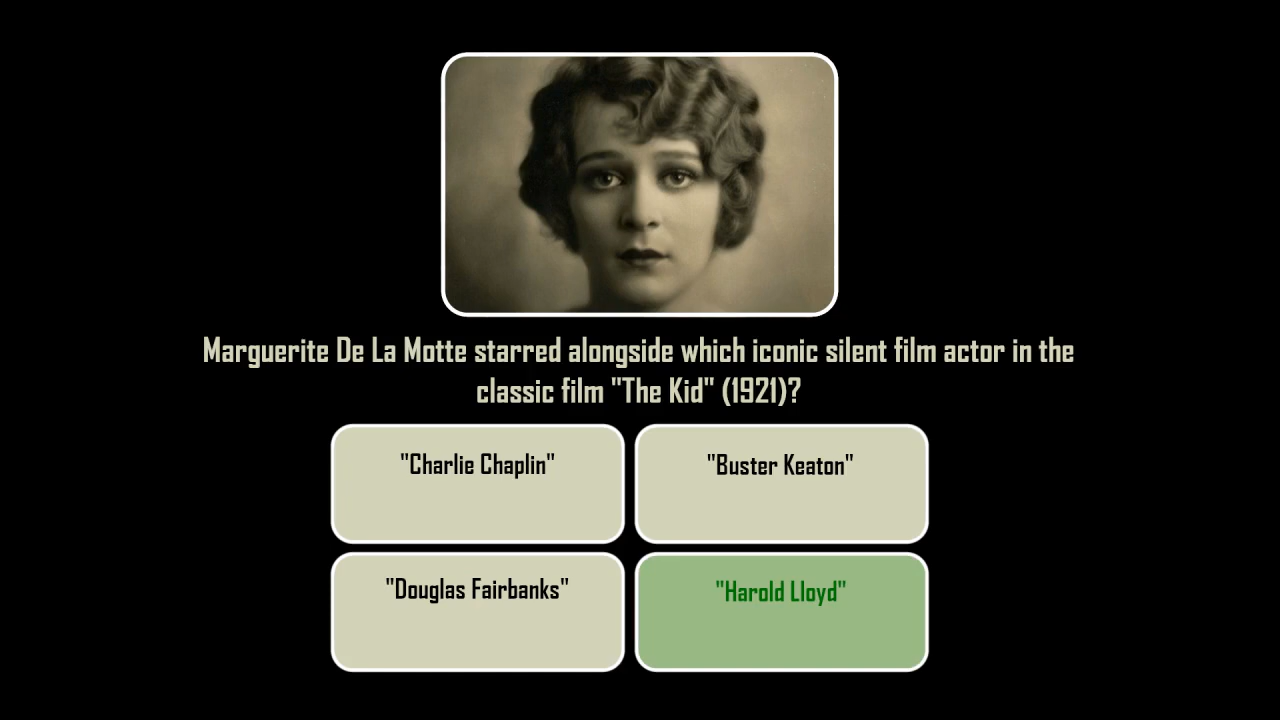 Marguerite De La Motte starred alongside which iconic silent film actor in the
classic film "The Kid" (1921)?
"Charlie Chaplin"
"Buster Keaton"
"Douglas Fairbanks"
"Harold Lloyd"